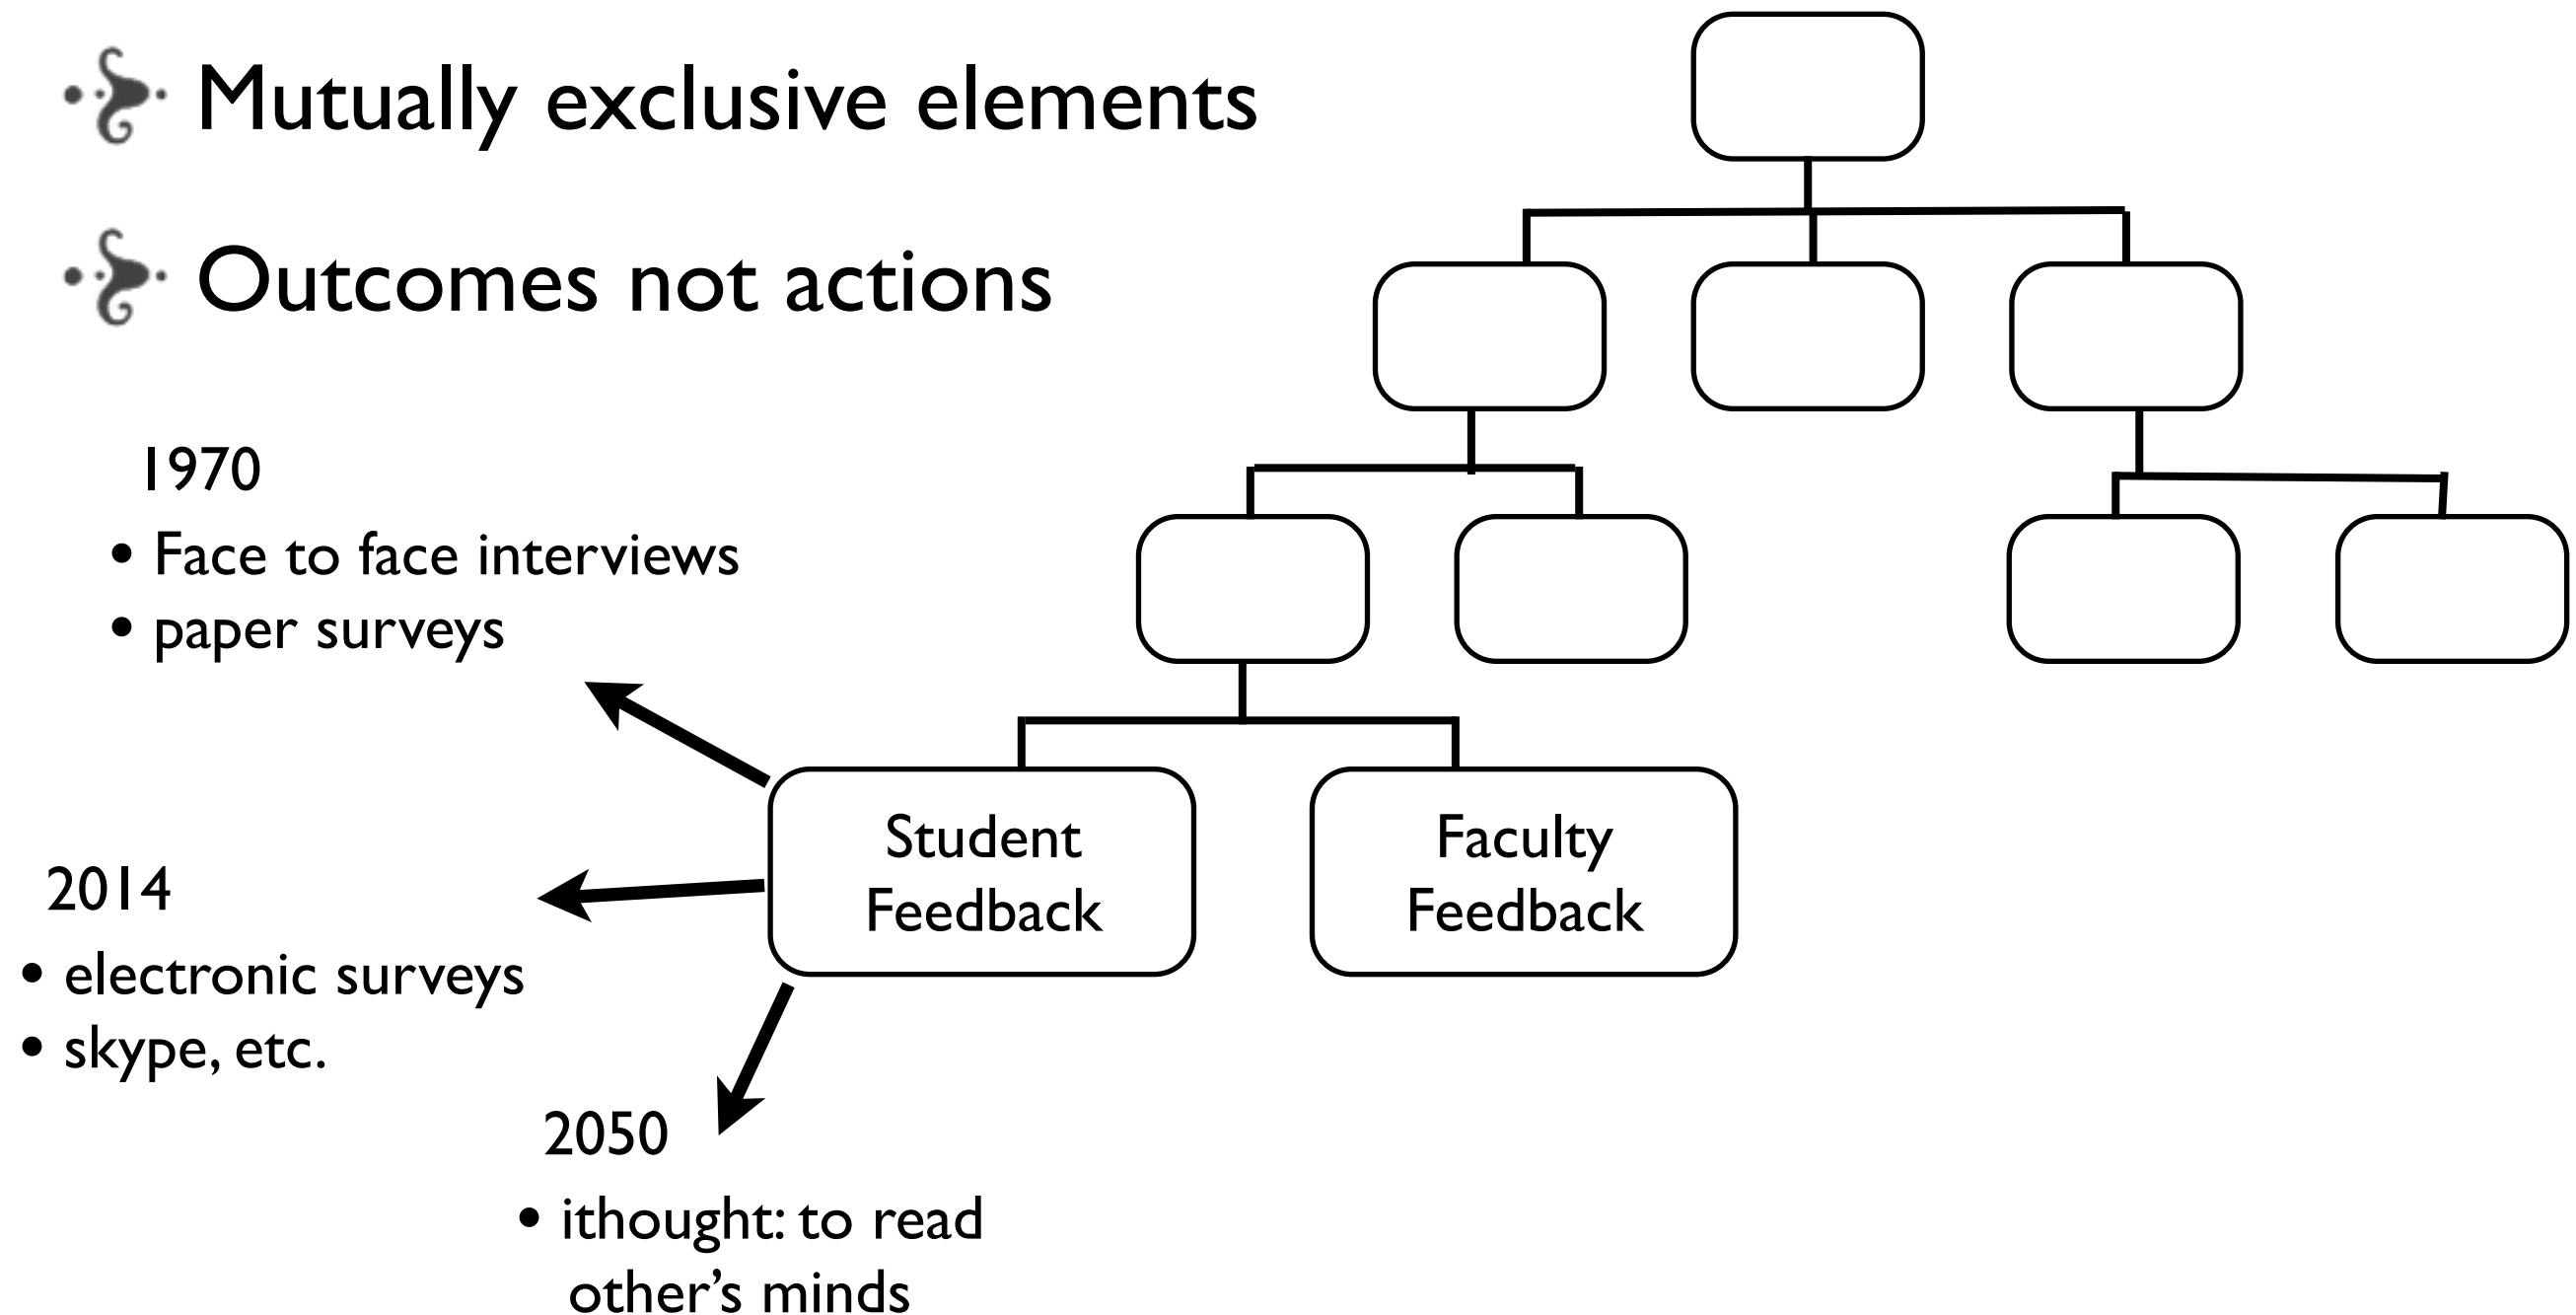 Mutually exclusive elements
Outcomes not actions
1970
• Face to face interviews
• paper surveys
Student
Feedback
Faculty
Feedback
2014
• electronic surveys
• skype, etc.
2050
• ithought: to read
other’s minds